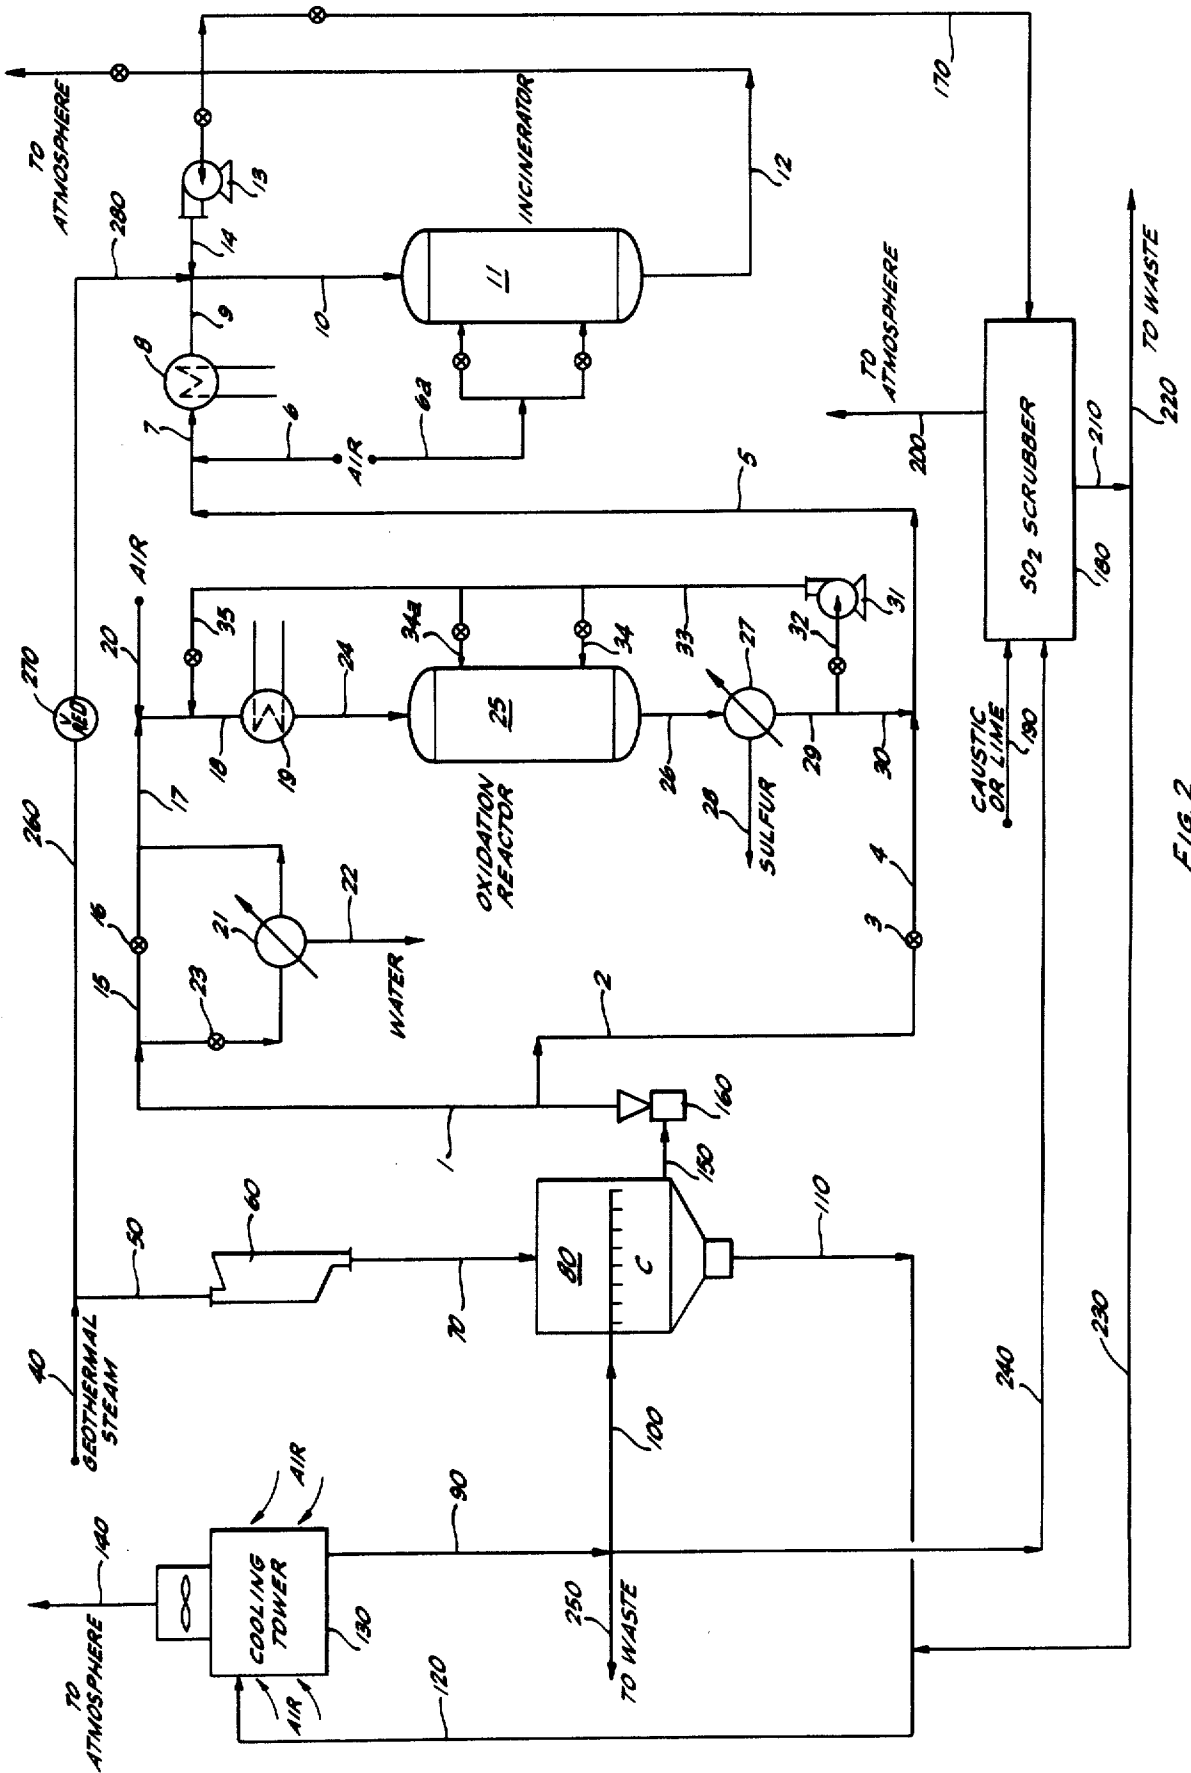 TO
ATMOSPHERE
140
COOLING
TOWER
130
AIR
AIR
120
90
250
TO WASTE
100
240
230
40
GEOTHERMAL
STEAM
50
60
70
80
C
110
150
160
1
2
3
4
5
15
16
17
23
21
22
WATER
260
270
V
RED
20
AIR
18
19
35
24
25
OXIDATION
REACTOR
34a
34
33
26
27
28
SULFUR
29
30
31
32
6
6a
AIR
7
8
9
10
11
INCINERATOR
12
13
14
280
TO
ATMOSPHERE
170
TO
ATMOSPHERE
200
SO2 SCRUBBER
180
CAUSTIC
OR LIME
190
210
220
TO WASTE
FIG. 2